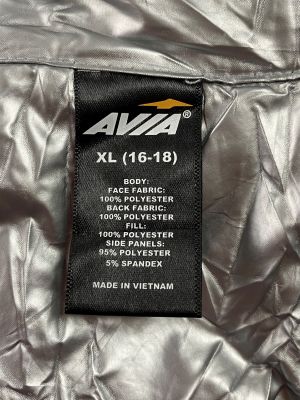 AVIA®
XL (16-18)
BODY:
FACE FABRIC:
100% POLYESTER
BACK FABRIC:
100% POLYESTER
FILL:
100% POLYESTER
SIDE PANELS:
95% POLYESTER
5% SPANDEX
MADE IN VIETNAM